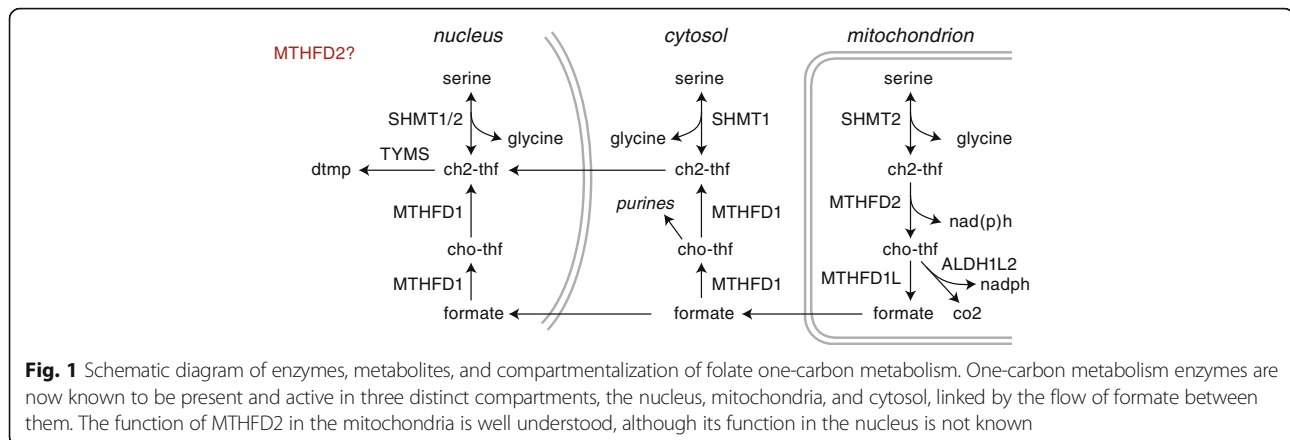 nucleus
cytosol
mitochondrion
MTHFD2?
serine
serine
serine
SHMT1/2
SHMT1
SHMT2
glycine
glycine
glycine
TYMS
dtmp
ch2-thf
ch2-thf
ch2-thf
MTHFD1
purines
MTHFD1
MTHFD2
nad(p)h
cho-thf
cho-thf
cho-thf
ALDH1L2
MTHFD1
MTHFD1
MTHFD1L
nadph
formate
formate
formate
co2
Fig. 1 Schematic diagram of enzymes, metabolites, and compartmentalization of folate one-carbon metabolism. One-carbon metabolism enzymes are
now known to be present and active in three distinct compartments, the nucleus, mitochondria, and cytosol, linked by the flow of formate between
them. The function of MTHFD2 in the mitochondria is well understood, although its function in the nucleus is not known